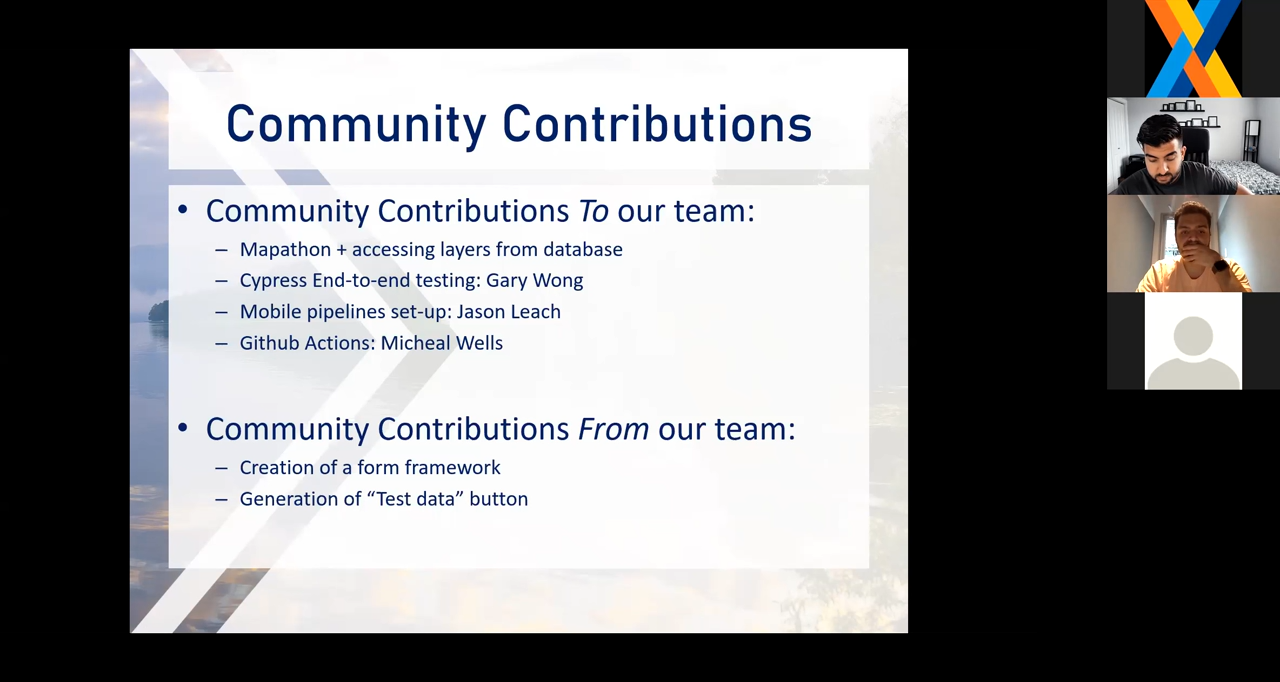 Community Contributions
• Community Contributions To our team:
– Mapathon + accessing layers from database
– Cypress End-to-end testing: Gary Wong
– Mobile pipelines set-up: Jason Leach
– Github Actions: Micheal Wells
• Community Contributions From our team:
– Creation of a form framework
– Generation of “Test data” button